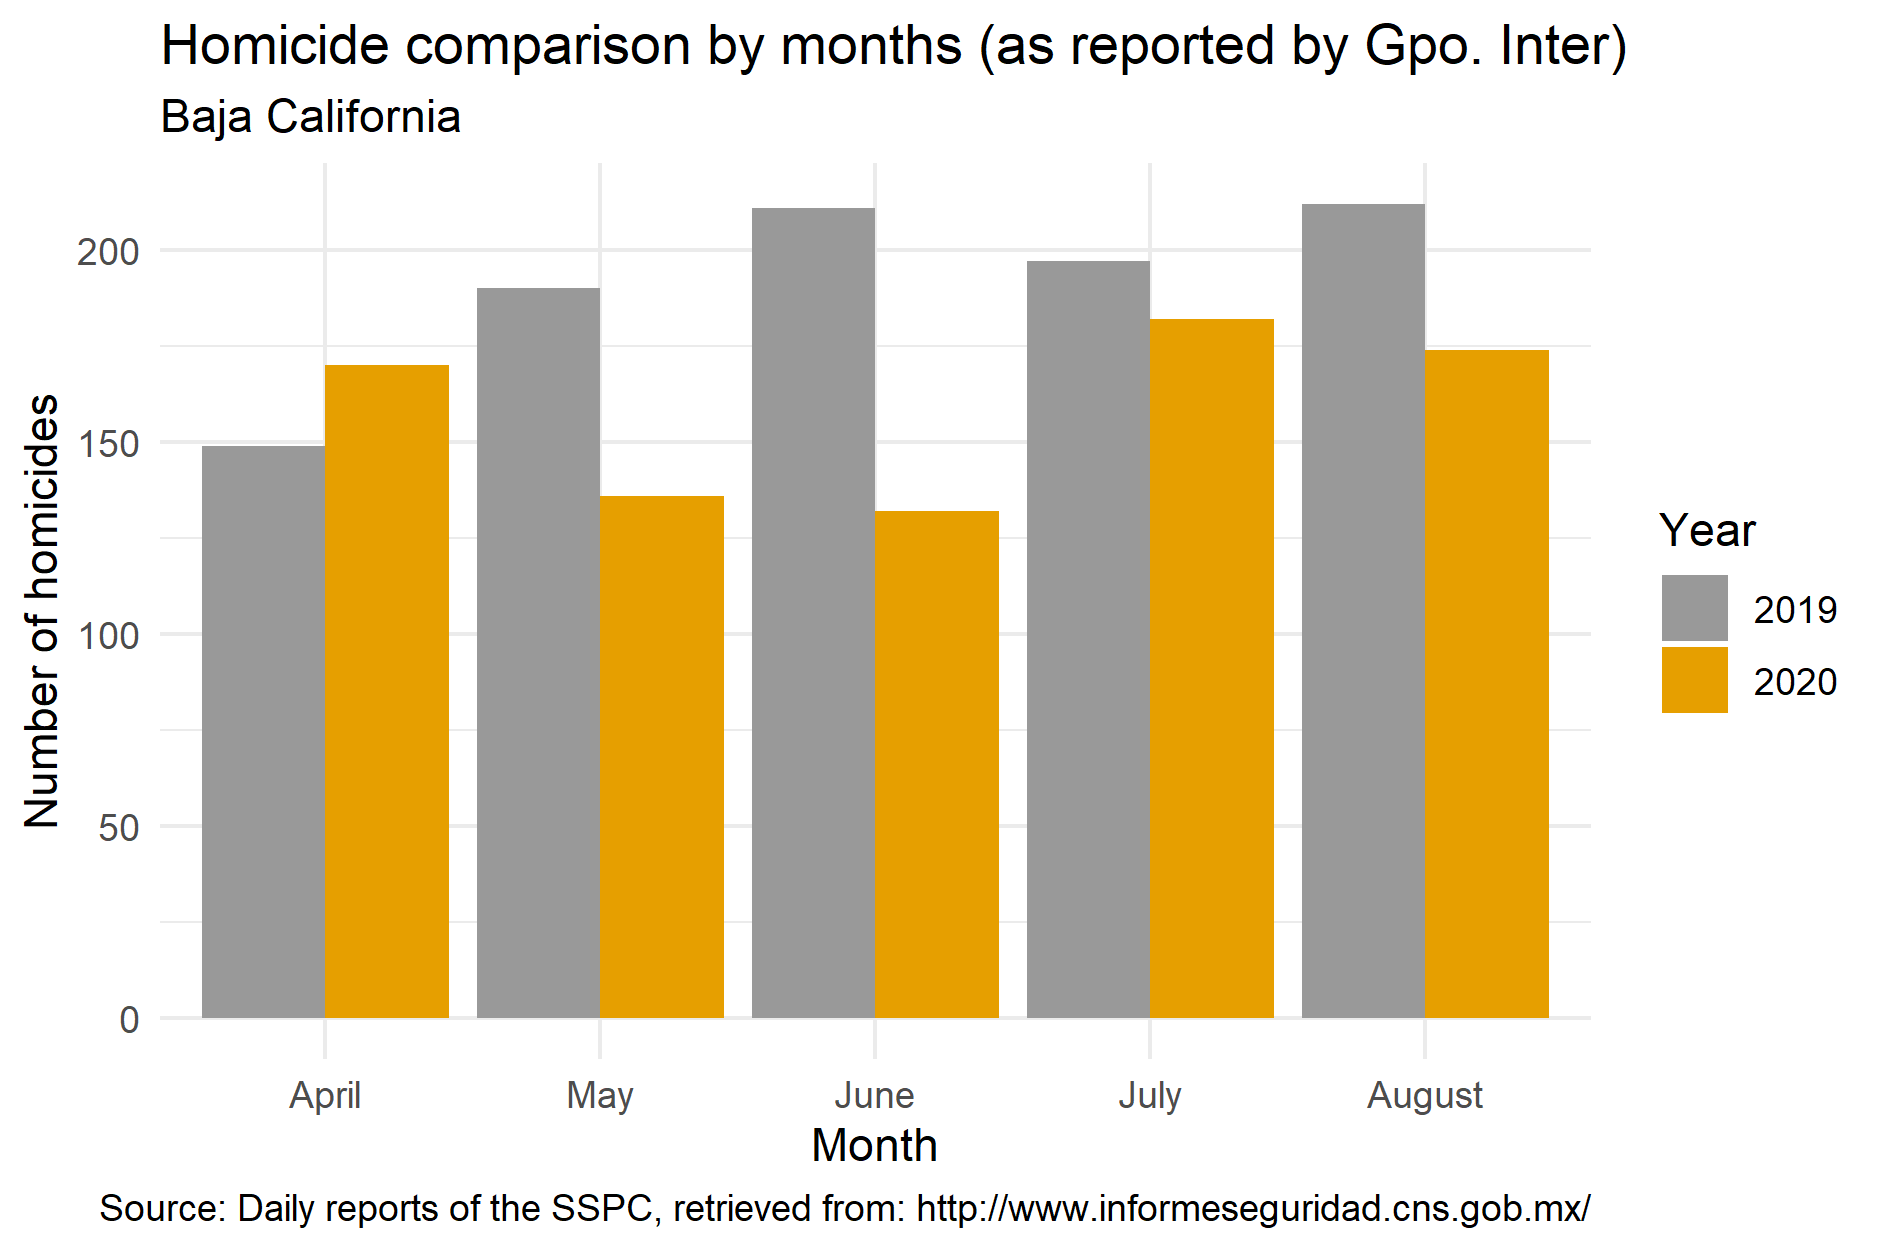 Homicide comparison by months (as reported by Gpo. Inter)
Baja California
Number of homicides
200
150
100
50
0
April May June July August
Month
Year
2019
2020
Source: Daily reports of the SSPC, retrieved from: http://www.informeseguridad.cns.gob.mx/